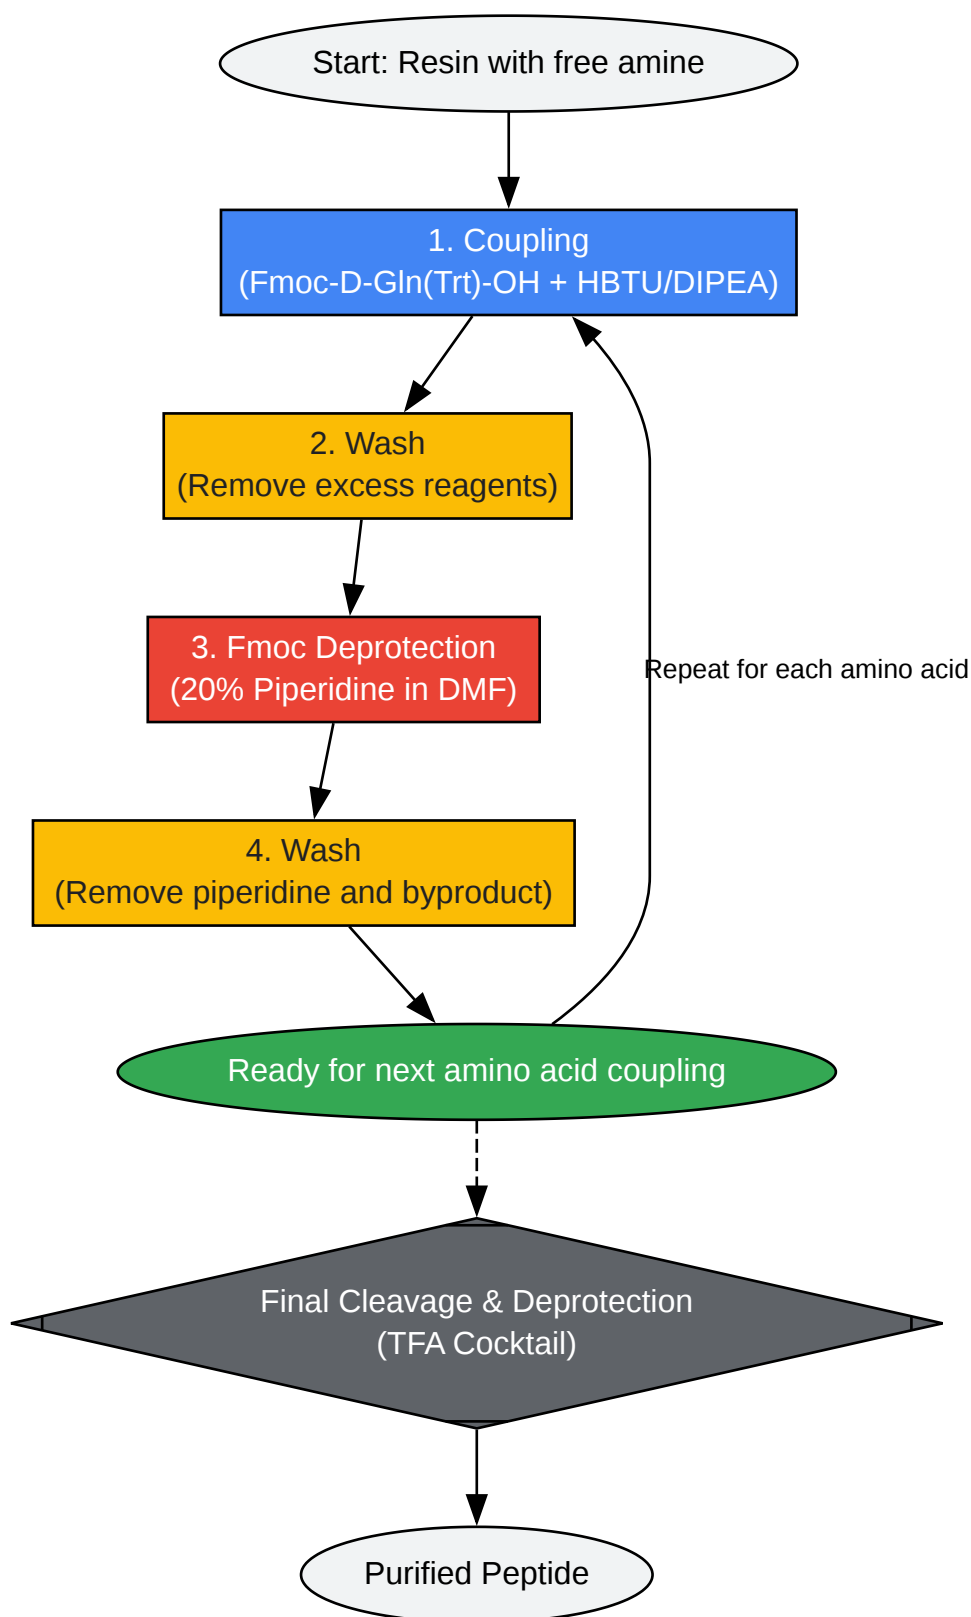 Start: Resin with free amine
1. Coupling
(Fmoc-D-Gln(Trt)-OH + HBTU/DIPEA)
2. Wash
(Remove excess reagents)
3. Fmoc Deprotection
(20% Piperidine in DMF)
Repeat for each amino acid
4. Wash
(Remove piperidine and byproduct)
Ready for next amino acid coupling
Final Cleavage & Deprotection
(TFA Cocktail)
Purified Peptide